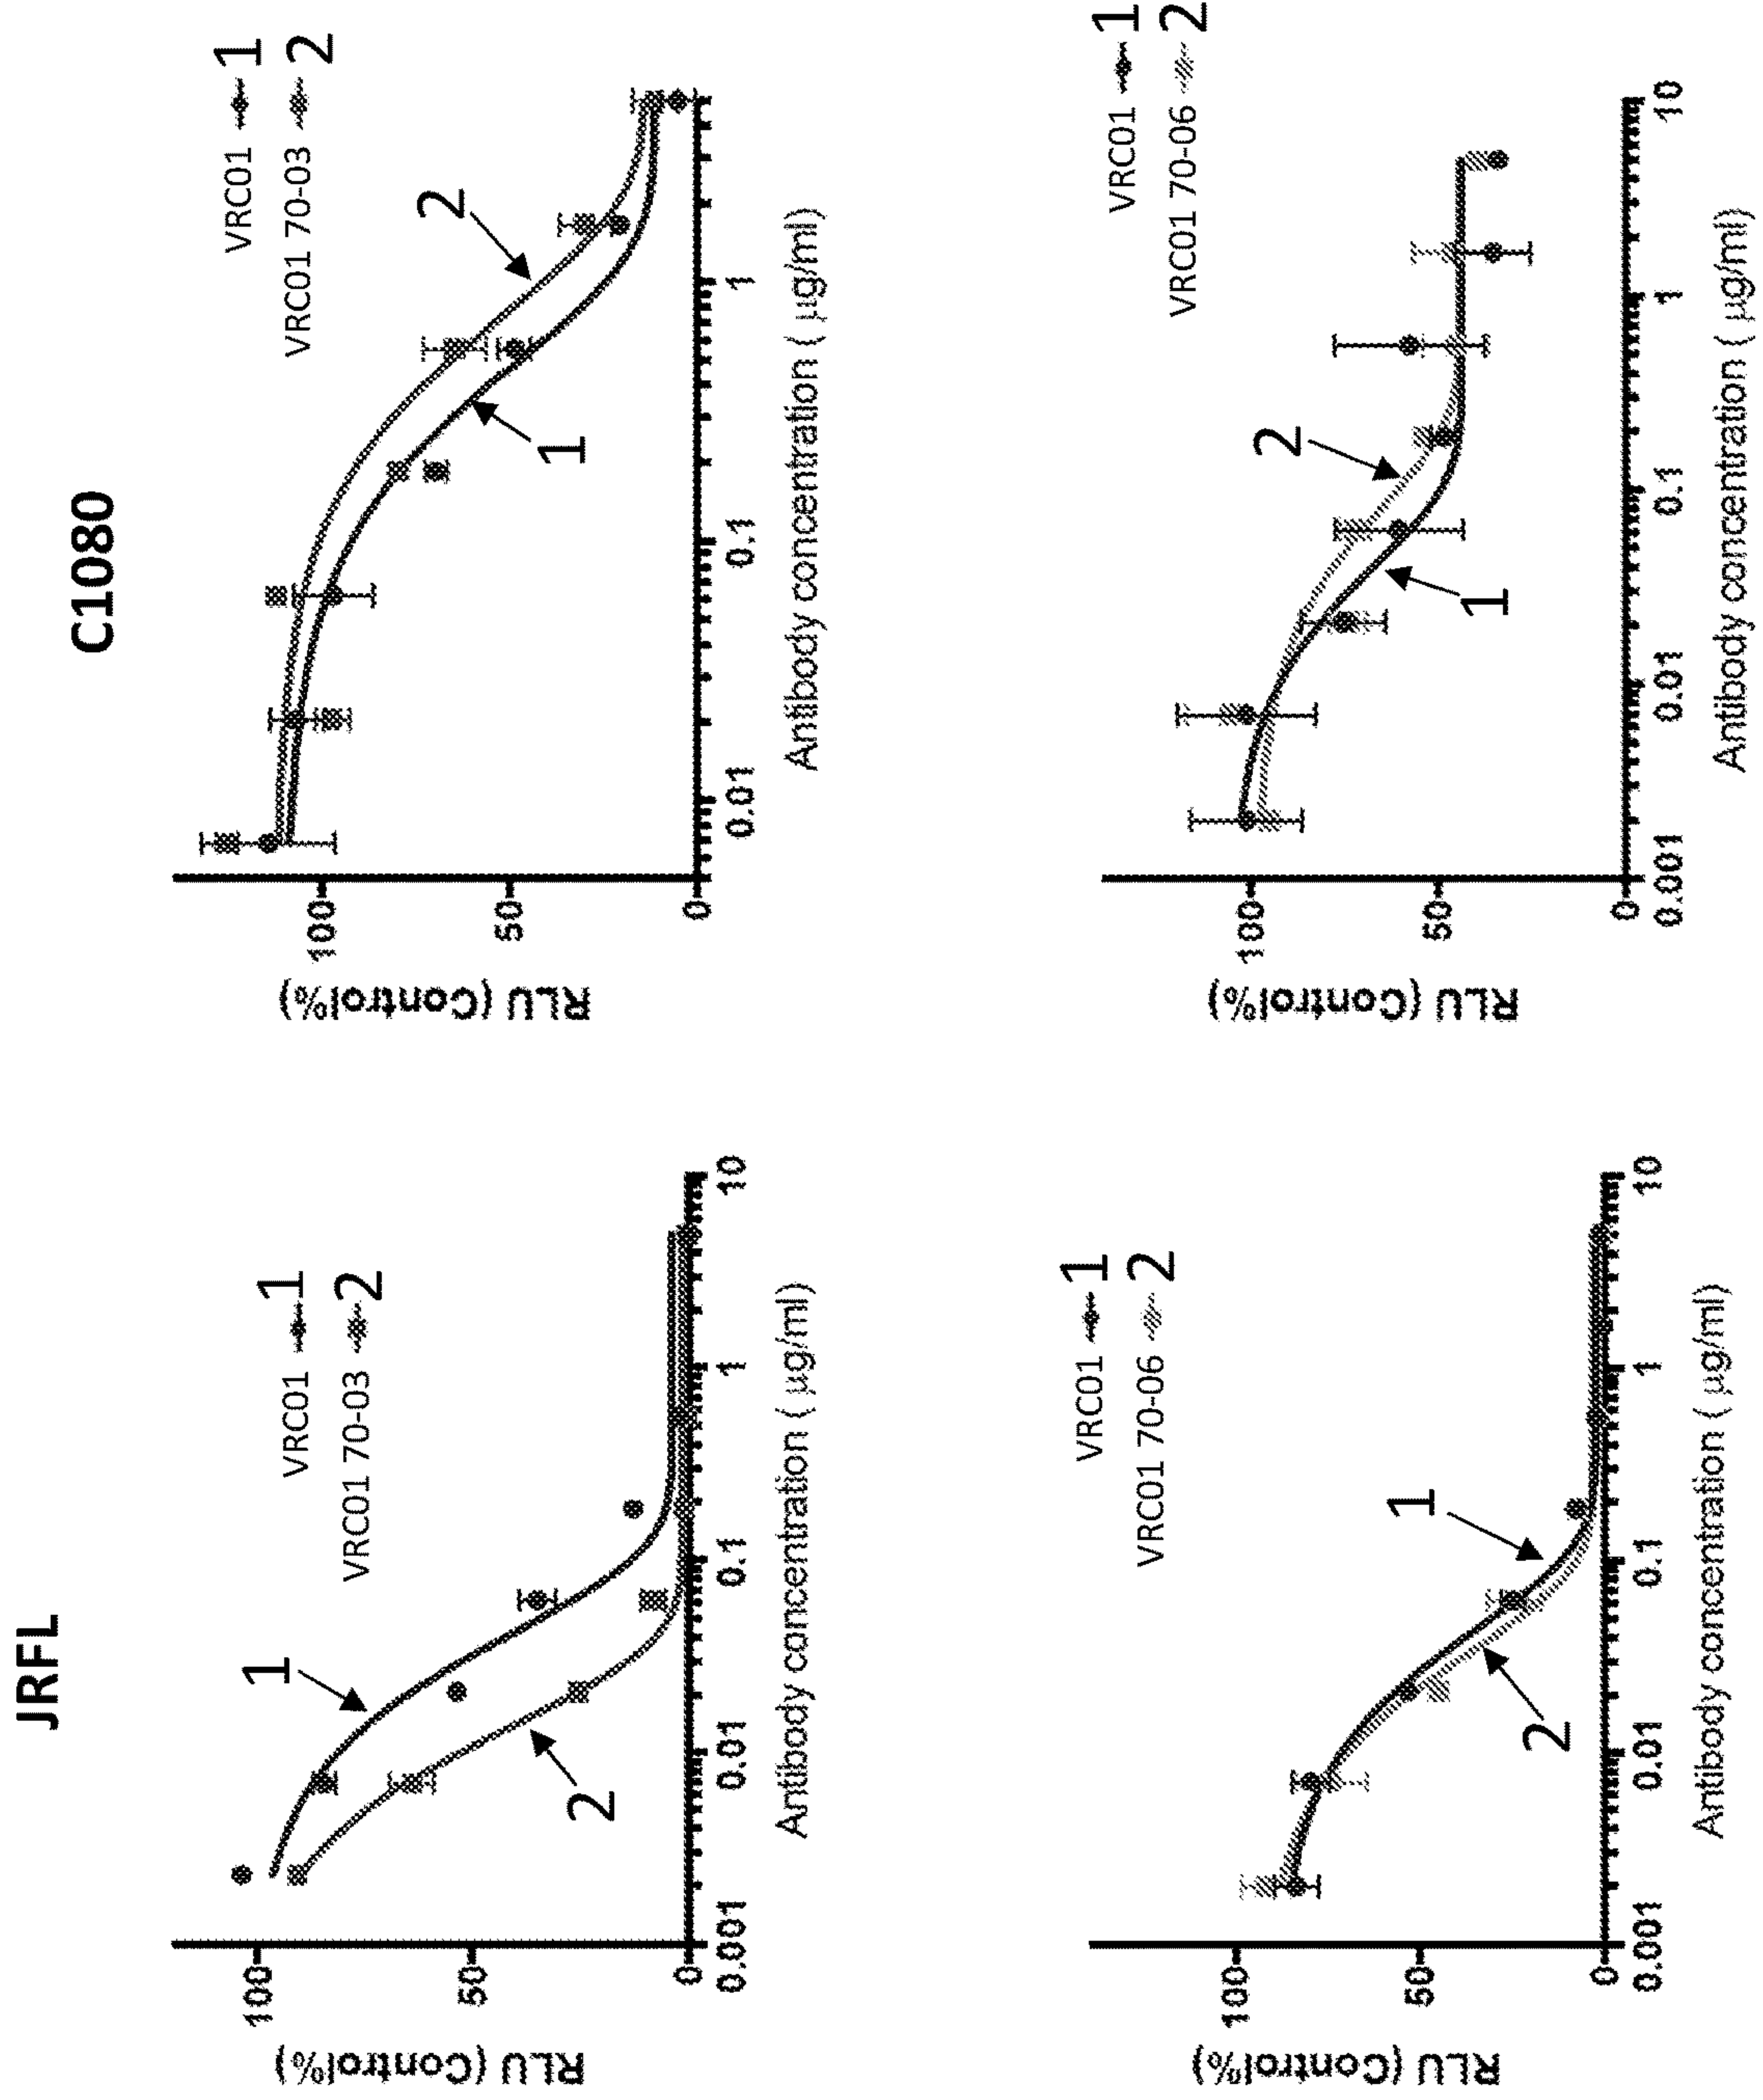 JRFL
VRC01 1
VRC01 70-03 2
1
2
RLU (Control%)
100
50
0
0.001 0.01 0.1 1 10
Antibody concentration ( µg/ml)
C1080
VRC01 1
VRC01 70-03 2
2
1
RLU (Control%)
100
50
0
0.01 0.1 1
Antibody concentration ( µg/ml)
VRC01 1
VRC01 70-06 2
1
2
RLU (Control%)
100
50
0
0.001 0.01 0.1 1 10
Antibody concentration ( µg/ml)
VRC01 1
VRC01 70-06 2
2
1
RLU (Control%)
100
50
0
0.001 0.01 0.1 1 10
Antibody concentration ( µg/ml)